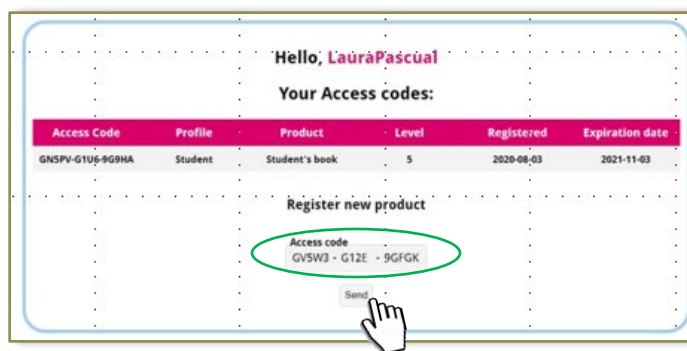 Hello, LauraPascual
Your Access codes:
Access Code Profile Product Level Registered Expiration date
GN5PV-G1U6-9G9HA Student Student's book 5 2020-08-03 2021-11-03
Register new product
Access code
GV5W3 - G12E - 9GFGK
Send